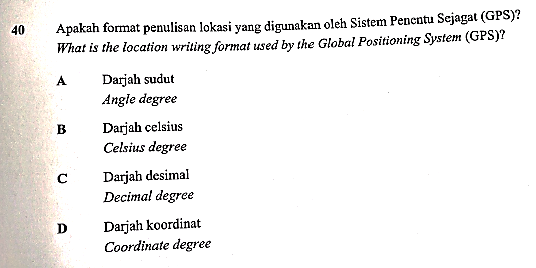 40 Apakah format penulisan lokasi yang digunakan oleh Sistem Penentu Sejagat (GPS)?
What is the location writing format used by the Global Positioning System (GPS)?
A Darjah sudut
Angle degree
B Darjah celsius
Celsius degree
C Darjah desimal
Decimal degree
D Darjah koordinat
Coordinate degree